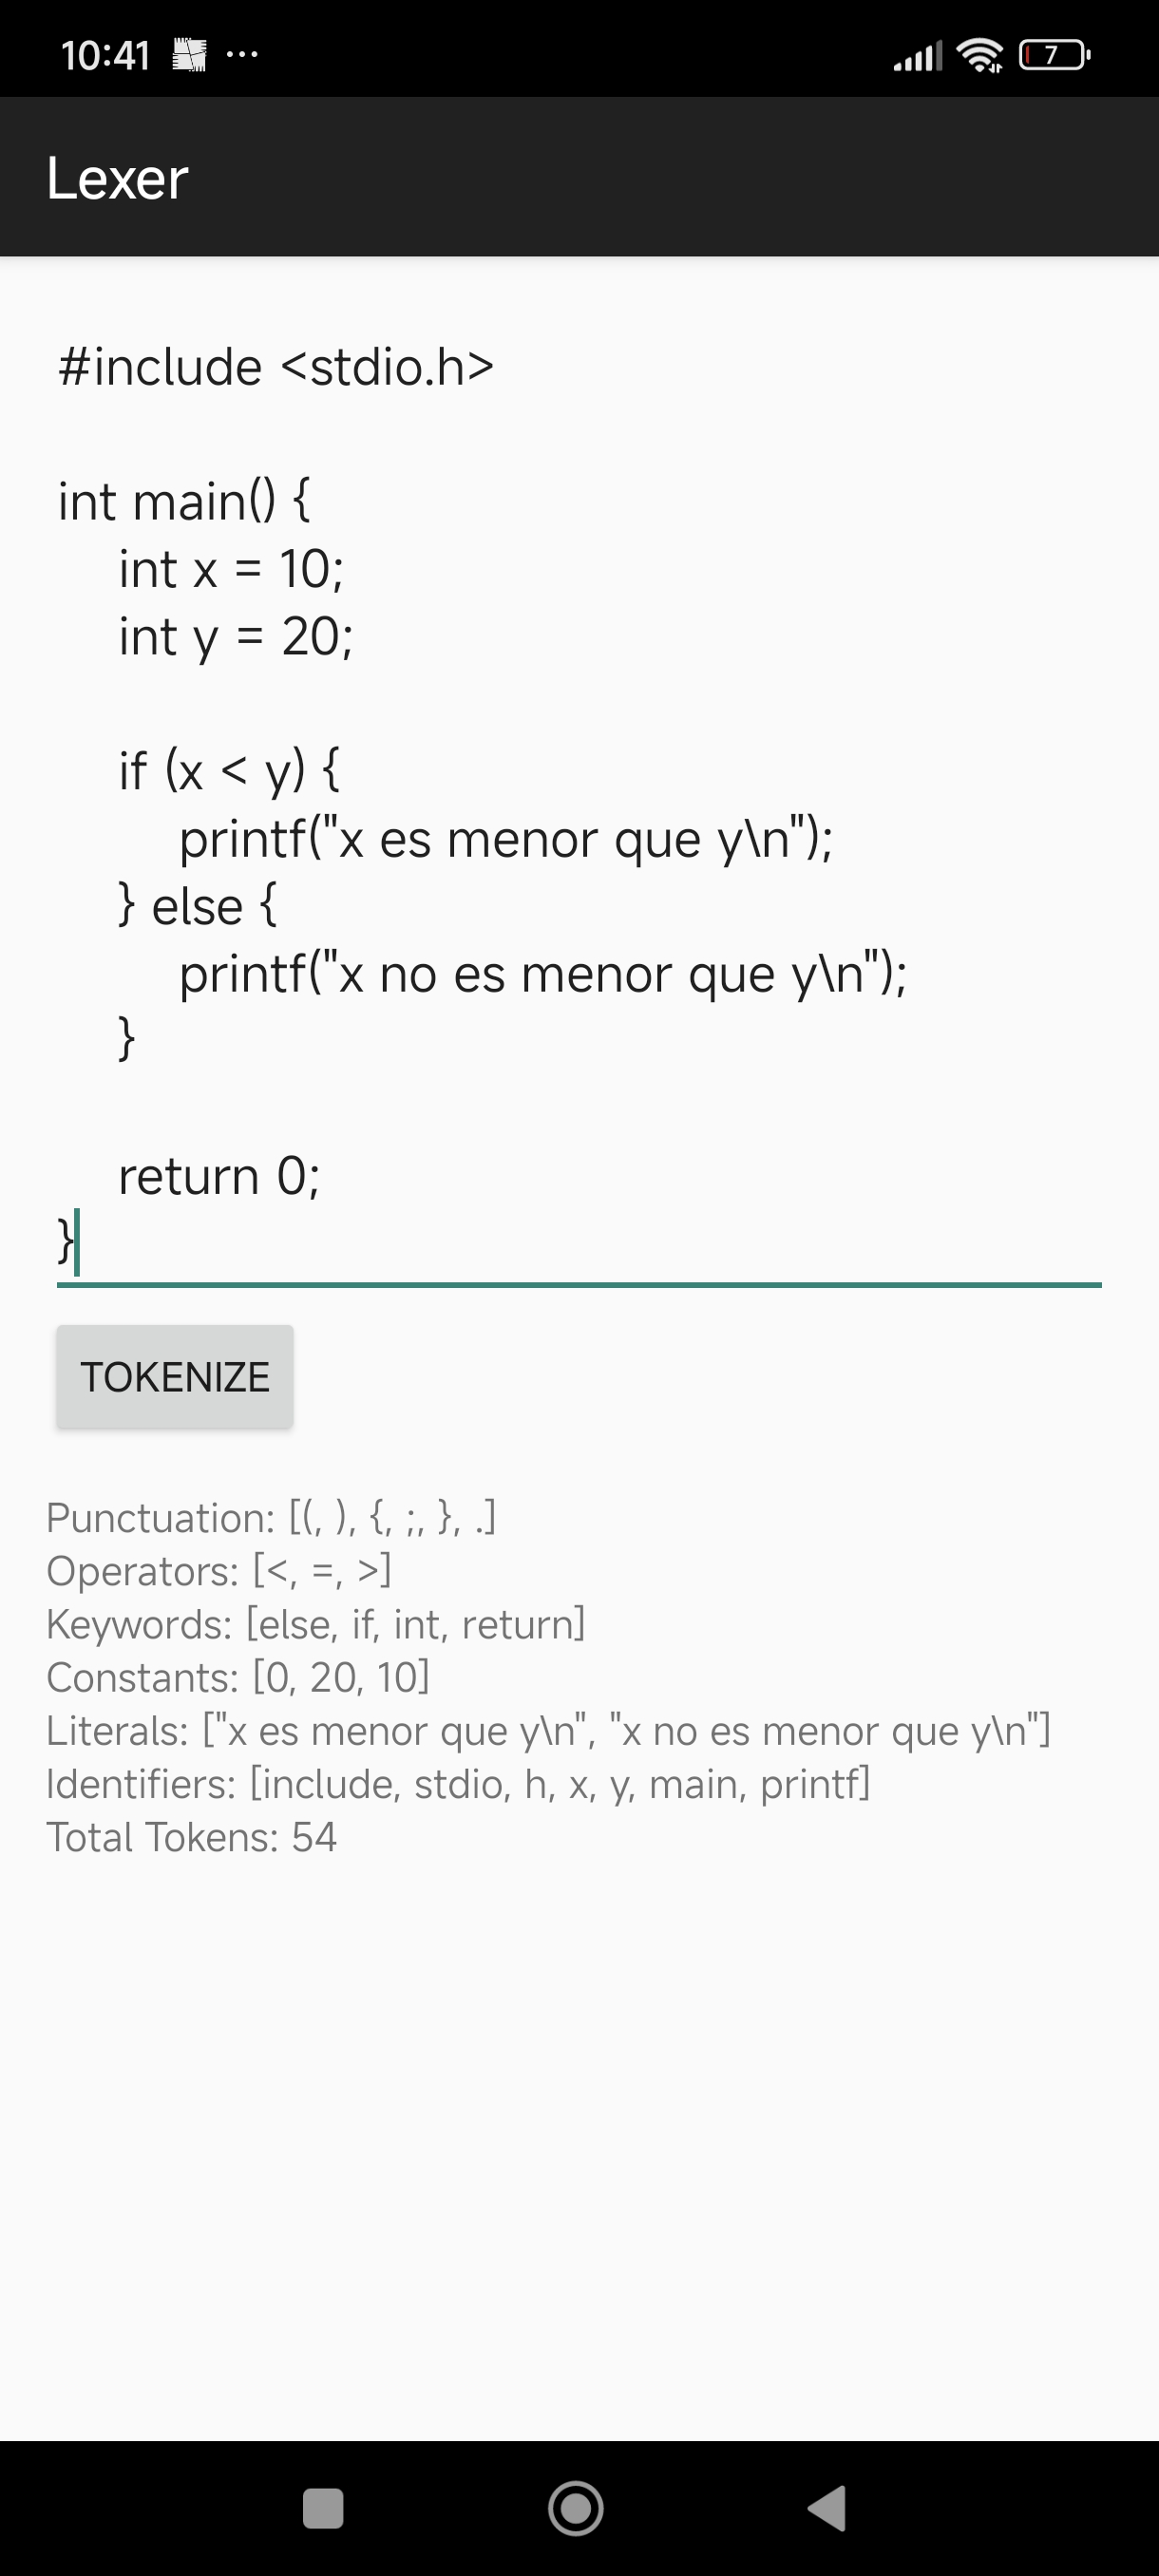 10:41 ... 7
Lexer
#include <stdio.h>
int main() {
int x = 10;
int y = 20;
if (x < y) {
printf("x es menor que y\n");
} else {
printf("x no es menor que y\n");
}
return 0;
}
TOKENIZE
Punctuation: [(, ), {, ;, }, .]
Operators: [<, =, >]
Keywords: [else, if, int, return]
Constants: [0, 20, 10]
Literals: ["x es menor que y\n", "x no es menor que y\n"]
Identifiers: [include, stdio, h, x, y, main, printf]
Total Tokens: 54